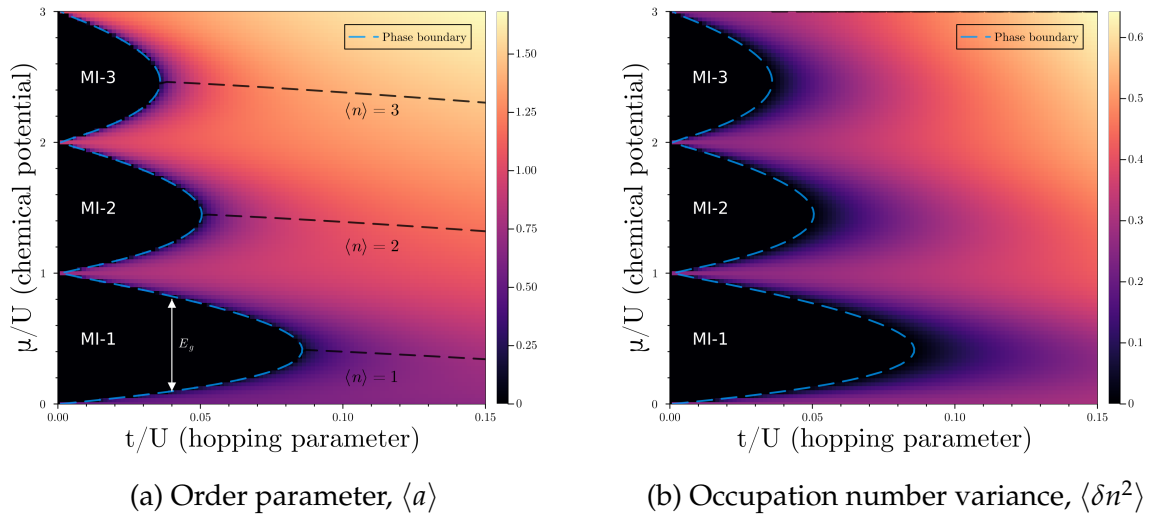 3
2
1
0
μ/U (chemical potential)
MI-3
MI-2
MI-1
E_g
Phase boundary
⟨n⟩ = 3
⟨n⟩ = 2
⟨n⟩ = 1
0.00
0.05
0.10
0.15
t/U (hopping parameter)
1.50
1.25
1.00
0.75
0.50
0.25
0
(a) Order parameter, ⟨a⟩
3
2
1
0
μ/U (chemical potential)
MI-3
MI-2
MI-1
Phase boundary
0.00
0.05
0.10
0.15
t/U (hopping parameter)
0.6
0.5
0.4
0.3
0.2
0.1
0
(b) Occupation number variance, ⟨δn²⟩